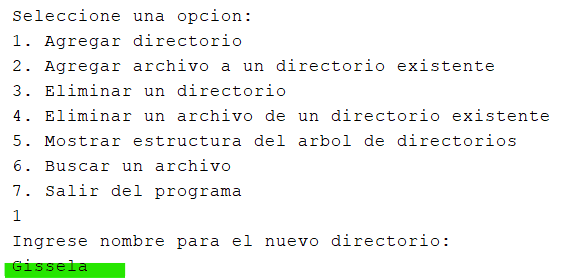 Seleccione una opcion:
1. Agregar directorio
2. Agregar archivo a un directorio existente
3. Eliminar un directorio
4. Eliminar un archivo de un directorio existente
5. Mostrar estructura del arbol de directorios
6. Buscar un archivo
7. Salir del programa
1
Ingrese nombre para el nuevo directorio:
Gissela